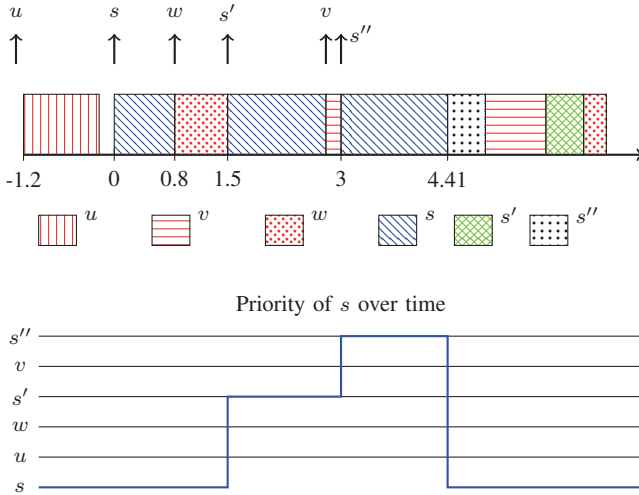 u s w s′ v s″
-1.2 0 0.8 1.5 3 4.41
u v w s s′ s″
Priority of s over time
s″
v
s′
w
u
s